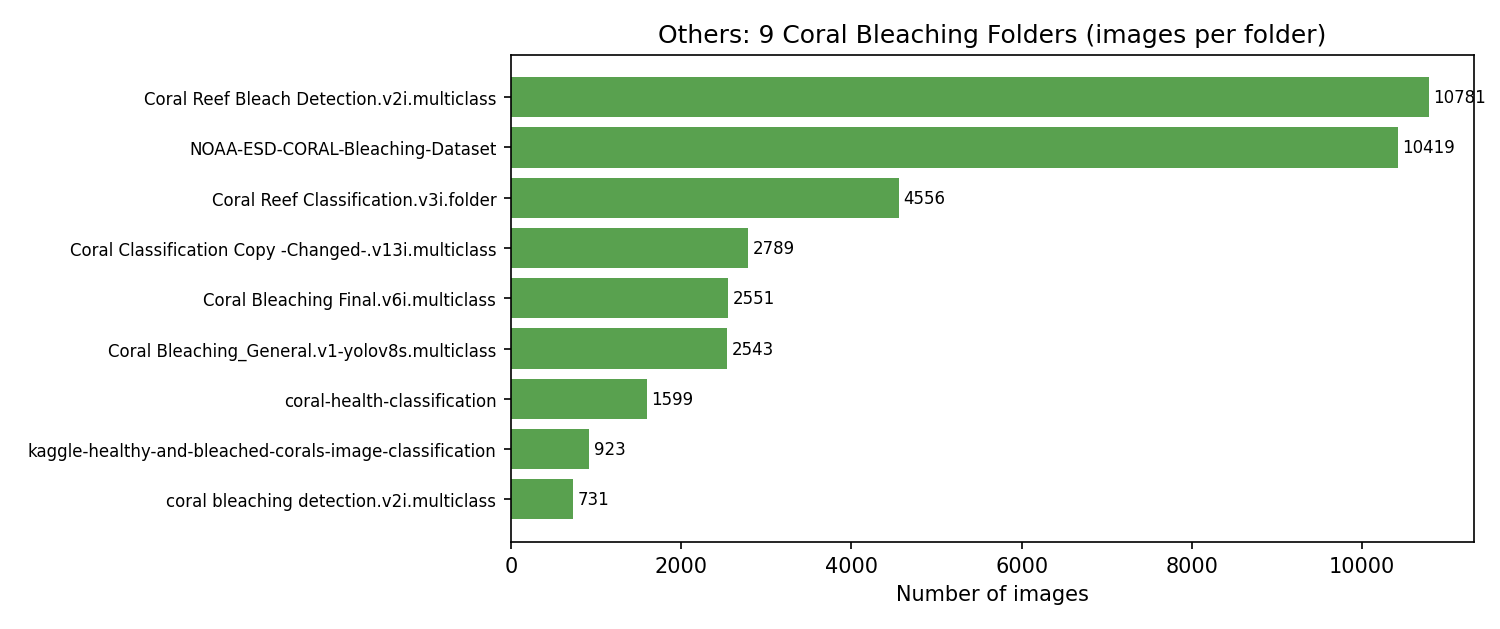 Others: 9 Coral Bleaching Folders (images per folder)
Coral Reef Bleach Detection.v2i.multiclass 10781
NOAA-ESD-CORAL-Bleaching-Dataset 10419
Coral Reef Classification.v3i.folder 4556
Coral Classification Copy -Changed-.v13i.multiclass 2789
Coral Bleaching Final.v6i.multiclass 2551
Coral Bleaching_General.v1-yolov8s.multiclass 2543
coral-health-classification 1599
kaggle-healthy-and-bleached-corals-image-classification 923
coral bleaching detection.v2i.multiclass 731
0 2000 4000 6000 8000 10000
Number of images